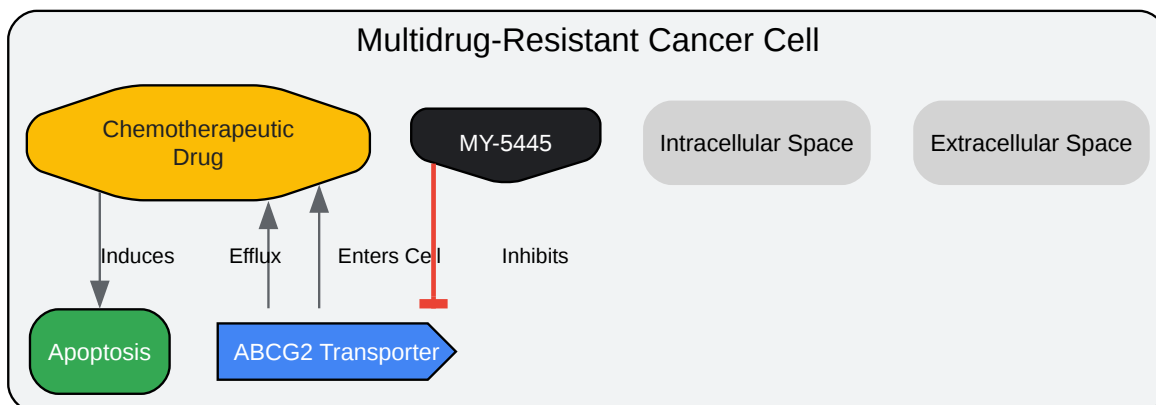 Multidrug-Resistant Cancer Cell
Chemotherapeutic
Drug
MY-5445
Intracellular Space
Extracellular Space
Induces
Efflux
Enters Cell
Inhibits
Apoptosis
ABCG2 Transporter